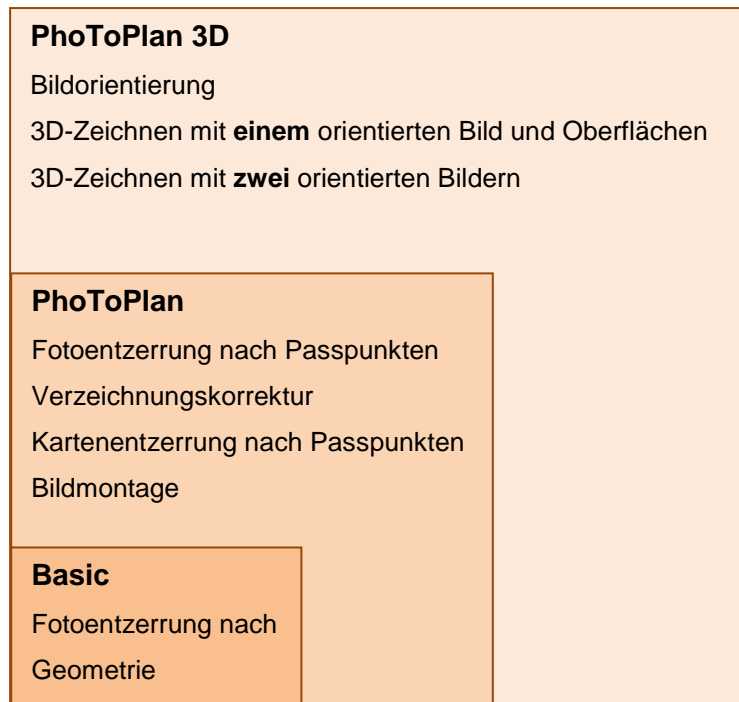 PhoToPlan 3D
Bildorientierung
3D-Zeichnen mit einem orientierten Bild und Oberflächen
3D-Zeichnen mit zwei orientierten Bildern
PhoToPlan
Fotoentzerrung nach Passpunkten
Verzeichnungskorrektur
Kartenentzerrung nach Passpunkten
Bildmontage
Basic
Fotoentzerrung nach
Geometrie